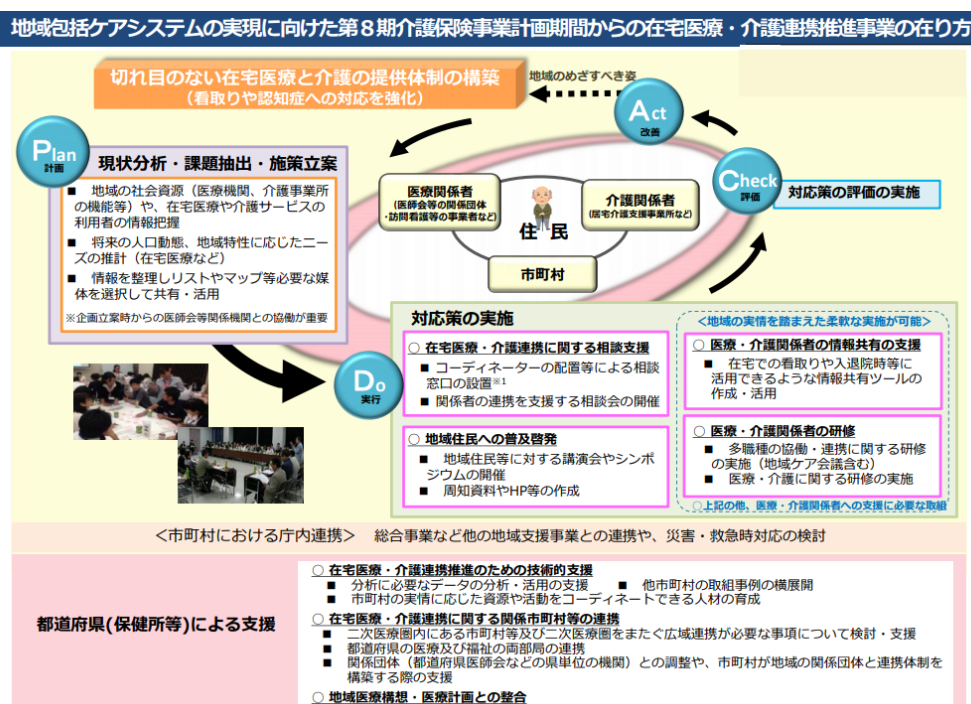 地域包括ケアシステムの実現に向けた第8期介護保険事業計画期間からの在宅医療・介護連携推進事業の在り方
切れ目のない在宅医療と介護の提供体制の構築
（看取りや認知症への対応を強化）
地域のめざすべき姿
Act
改善
Plan
計画
現状分析・課題抽出・施策立案
■ 地域の社会資源（医療機関、介護事業所
の機能等）や、在宅医療や介護サービスの
利用者の情報把握
■ 将来の人口動態、地域特性に応じたニー
ズの推計（在宅医療など）
■ 情報を整理しリストやマップ等必要な媒
体を選択して共有・活用
※企画立案時からの医師会等関係機関との協働が重要
医療関係者
(医師会等の関係団体
・訪問看護等の事業者など)
介護関係者
(居宅介護支援事業所など)
住民
市町村
Check
評価
対応策の評価の実施
Do
実行
対応策の実施
○ 在宅医療・介護連携に関する相談支援
■ コーディネーターの配置等による相談
窓口の設置※1
■ 関係者の連携を支援する相談会の開催
○ 地域住民への普及啓発
■ 地域住民等に対する講演会やシンポ
ジウムの開催
■ 周知資料やHP等の作成
<地域の実情を踏まえた柔軟な実施が可能>
○ 医療・介護関係者の情報共有の支援
■ 在宅での看取りや入退院時等に
活用できるような情報共有ツールの
作成・活用
○ 医療・介護関係者の研修
■ 多職種の協働・連携に関する研修
の実施（地域ケア会議含む）
■ 医療・介護に関する研修の実施
○上記の他、医療・介護関係者への支援に必要な取組
<市町村における庁内連携> 総合事業など他の地域支援事業との連携や、災害・救急時対応の検討
都道府県(保健所等)による支援
○ 在宅医療・介護連携推進のための技術的支援
■ 分析に必要なデータの分析・活用の支援 ■ 他市町村の取組事例の横展開
■ 市町村の実情に応じた資源や活動をコーディネートできる人材の育成
○ 在宅医療・介護連携に関する関係市町村等の連携
■ 二次医療圏内にある市町村等及び二次医療圏をまたぐ広域連携が必要な事項について検討・支援
■ 都道府県の医療及び福祉の両部局の連携
■ 関係団体（都道府県医師会などの県単位の機関）との調整や、市町村が地域の関係団体と連携体制を
構築する際の支援
○ 地域医療構想・医療計画との整合